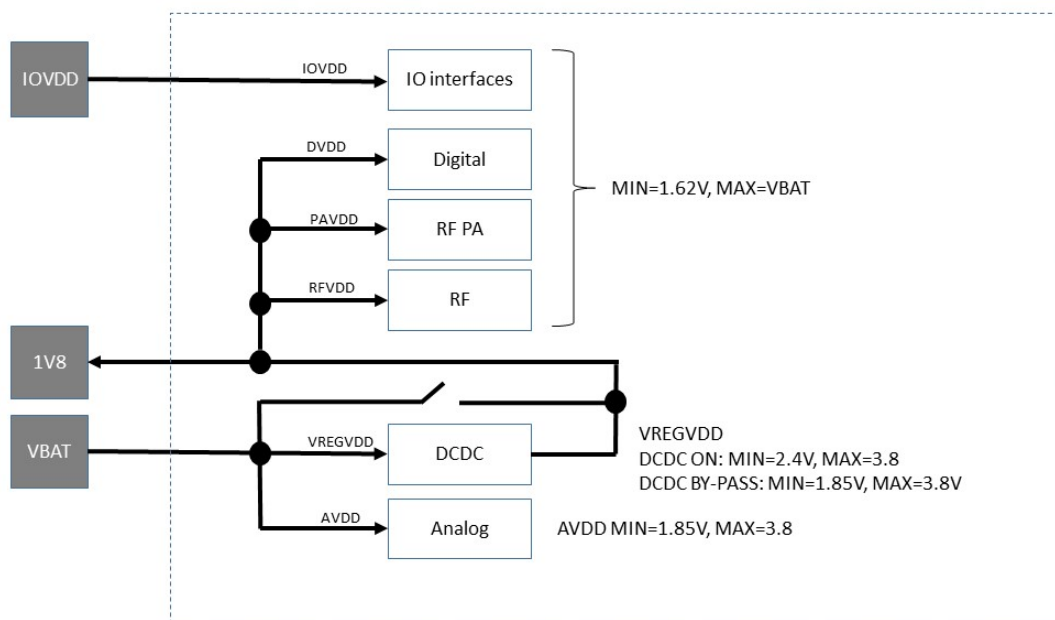 IOVDD
IOVDD
IO interfaces
DVDD
Digital
MIN=1.62V, MAX=VBAT
PAVDD
RF PA
RFVDD
RF
1V8
VBAT
VREGVDD
DCDC
VREGVDD
DCDC ON: MIN=2.4V, MAX=3.8
DCDC BY-PASS: MIN=1.85V, MAX=3.8V
AVDD
Analog
AVDD MIN=1.85V, MAX=3.8